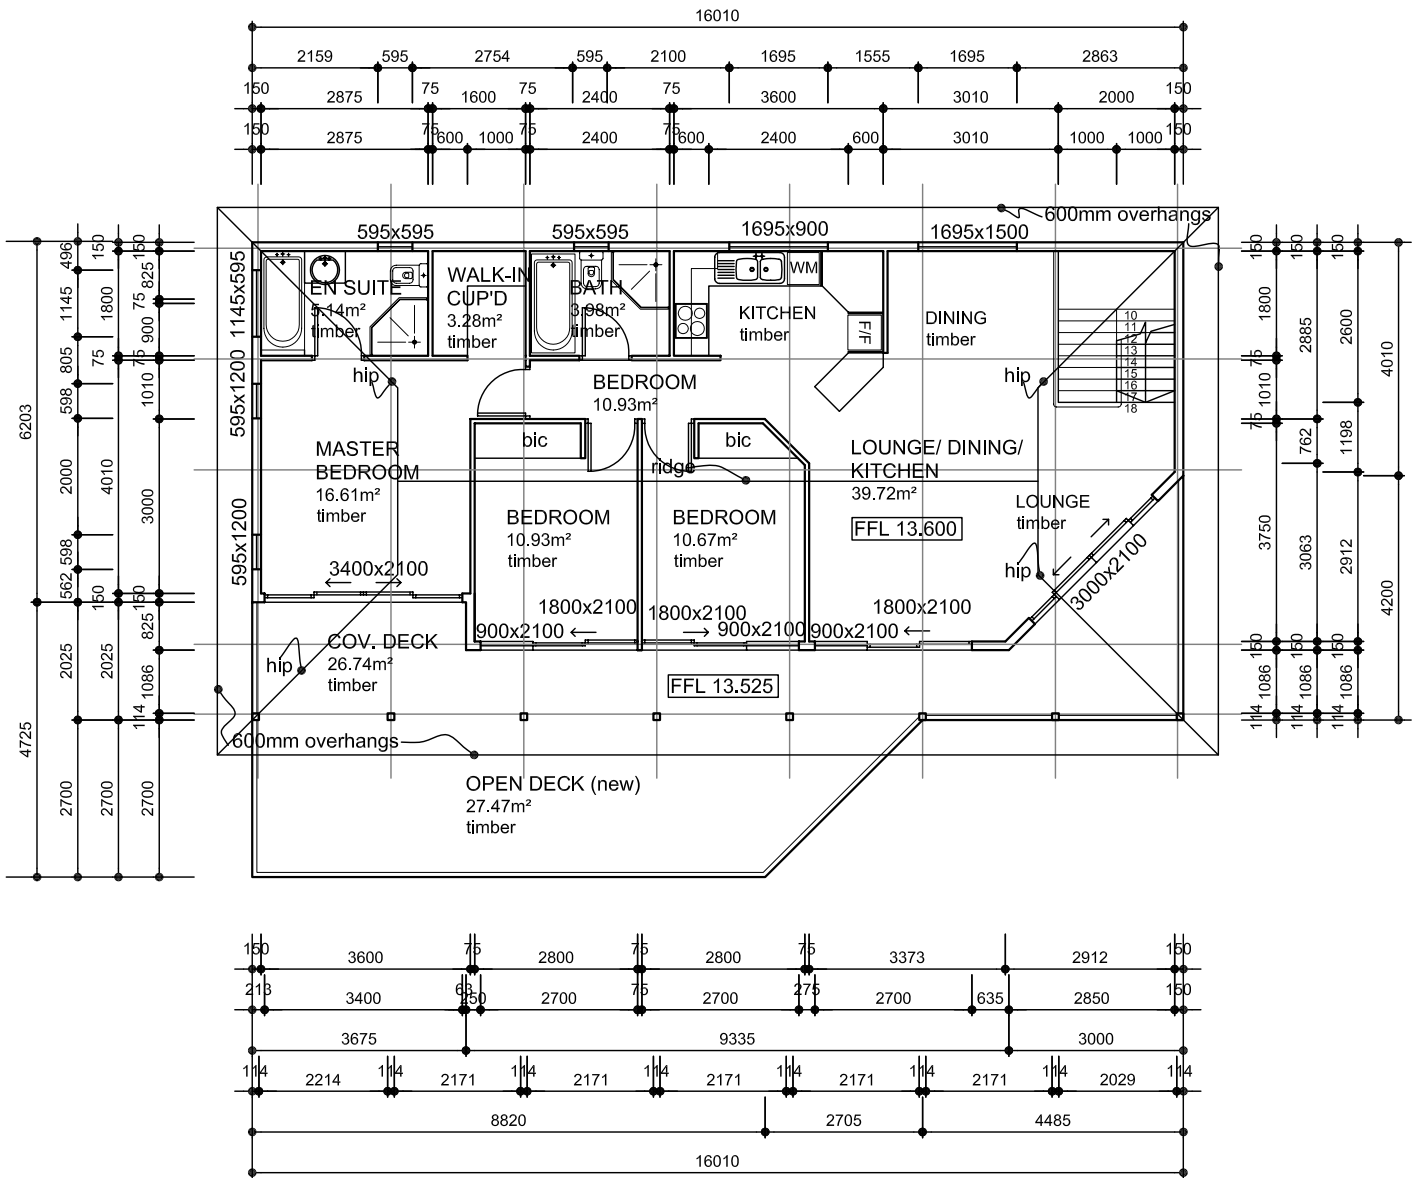 16010
2159 595 2754 595 2100 1695 1555 1695 2863
150 2875 75 1600 75 2400 75 3600 3010 2000 150
150 2875 75 600 1000 75 2400 75 600 2400 600 3010 1000 1000 150
600mm overhangs
595x595 595x595 1695x900 1695x1500
EN SUITE
5.14m²
timber
WALK-IN
CUP'D
3.28m²
timber
BATH
3.98m²
timber
WM
KITCHEN
timber
F/F
DINING
timber
10
11
12
13
14
15
16
17
18
1145x595
595x1200
595x1200
hip
BEDROOM
10.93m²
hip
bic
bic
ridge
MASTER
BEDROOM
16.61m²
timber
LOUNGE/ DINING/
KITCHEN
39.72m²
FFL 13.600
LOUNGE
timber
BEDROOM
10.93m²
timber
BEDROOM
10.67m²
timber
hip
3000x2100
3400x2100
1800x2100
900x2100
1800x2100
900x2100
1800x2100
900x2100
COV. DECK
26.74m²
timber
hip
FFL 13.525
600mm overhangs
OPEN DECK (new)
27.47m²
timber
6203 4725
496 1145 805 598 2000 598 562 2025 2700
150 1800 75 4010 150 2025 2700
150 825 75 900 75 1010 3000 150 825 1086 114 2700
150 1800 75 1010 75 3750 150 1086 114
150 2885 762 3063 150 1086 114
150 2600 1198 2912 150 1086 114
4010 4200
150 3600 75 2800 75 2800 75 3373 2912 150
213 3400 63 250 2700 75 2700 275 2700 635 2850 150
3675 9335 3000
114 2214 114 2171 114 2171 114 2171 114 2171 114 2171 114 2029 114
8820 2705 4485
16010